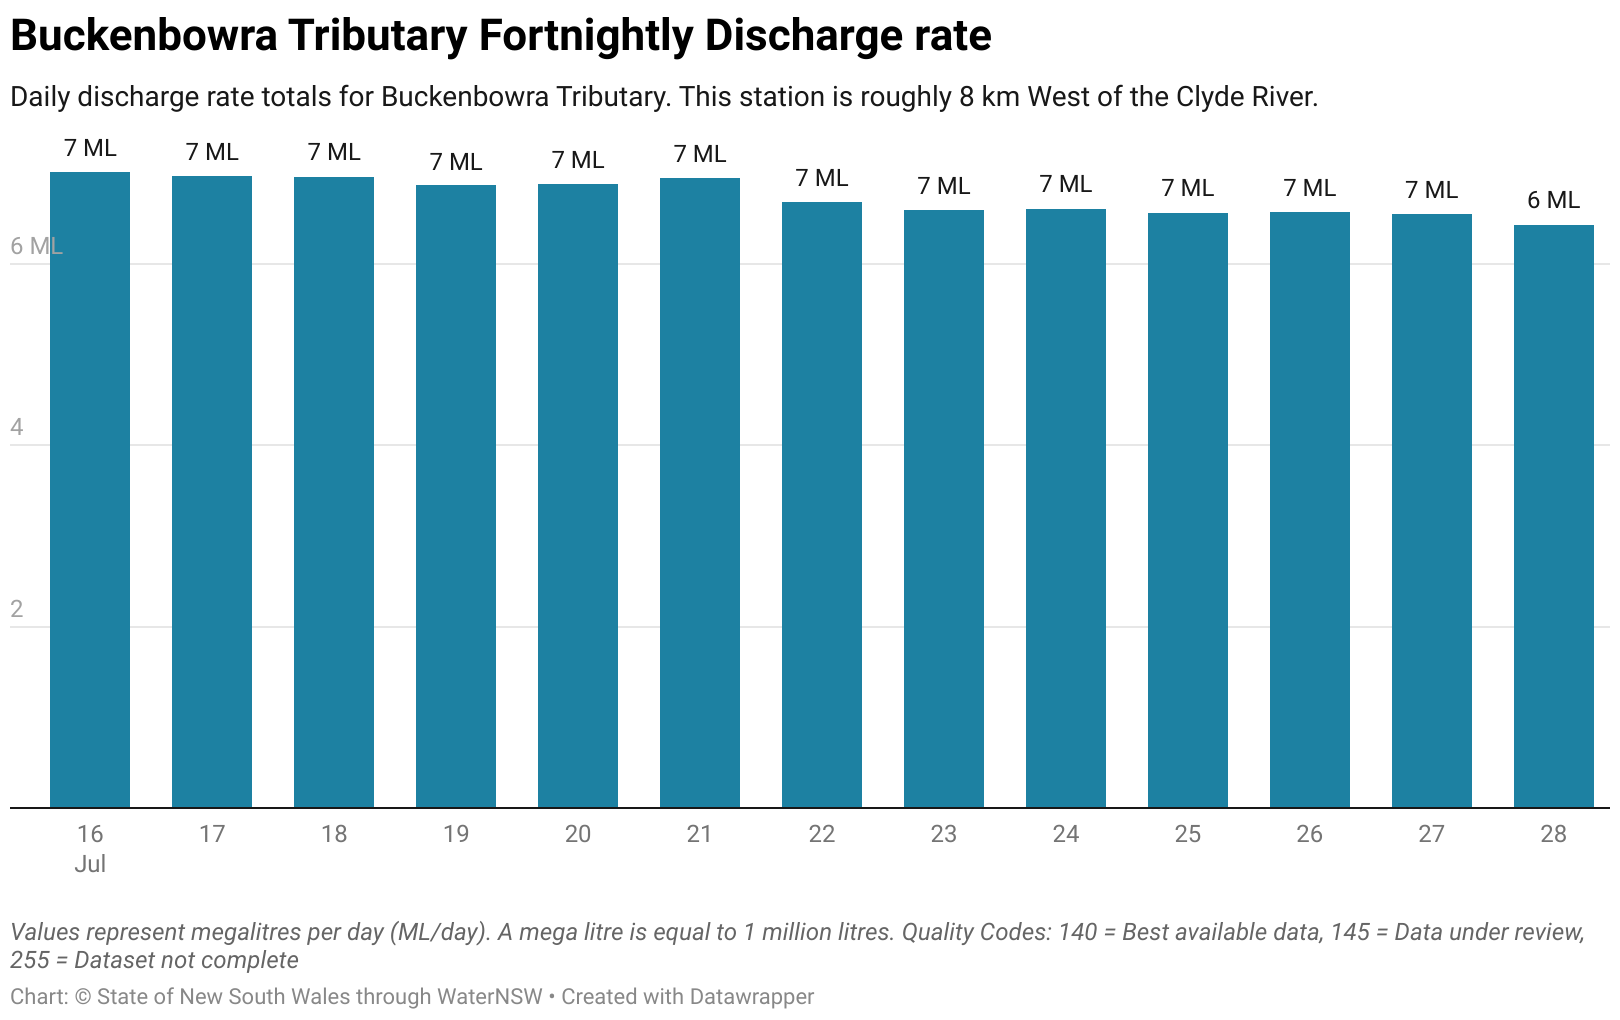 Buckenbowra Tributary Fortnightly Discharge rate
Daily discharge rate totals for Buckenbowra Tributary. This station is roughly 8 km West of the Clyde River.
7 ML 7 ML 7 ML 7 ML 7 ML 7 ML 7 ML 7 ML 7 ML 7 ML 7 ML 7 ML 6 ML
6 ML
4
2
16 17 18 19 20 21 22 23 24 25 26 27 28
Jul
Values represent megalitres per day (ML/day). A mega litre is equal to 1 million litres. Quality Codes: 140 = Best available data, 145 = Data under review,
255 = Dataset not complete
Chart: © State of New South Wales through WaterNSW • Created with Datawrapper